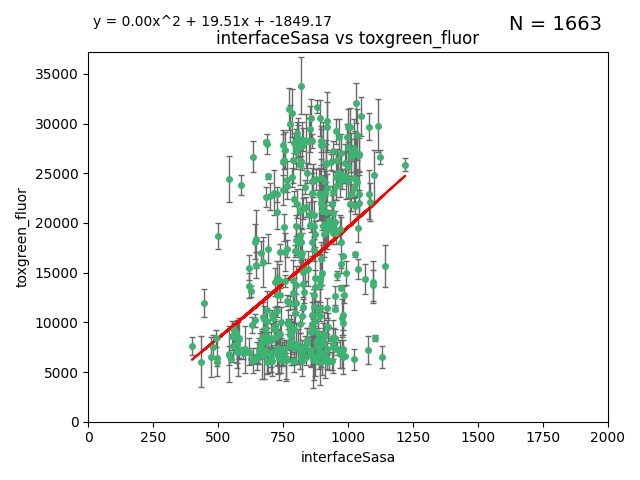 y = 0.00x^2 + 19.51x + -1849.17
N = 1663
interfaceSasa vs toxgreen_fluor
toxgreen_fluor
35000
30000
25000
20000
15000
10000
5000
0
0 250 500 750 1000 1250 1500 1750 2000
interfaceSasa